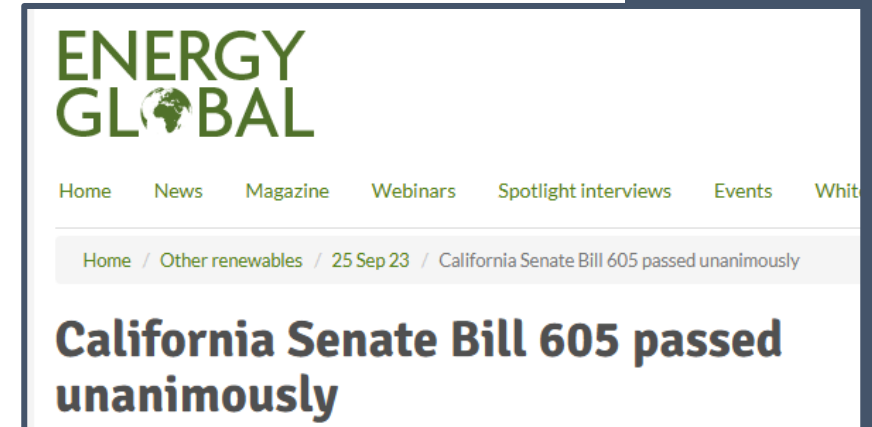 ENERGY
GLOBAL
Home News Magazine Webinars Spotlight interviews Events
Home / Other renewables / 25 Sep 23 / California Senate Bill 605 passed unanimously
California Senate Bill 605 passed
unanimously